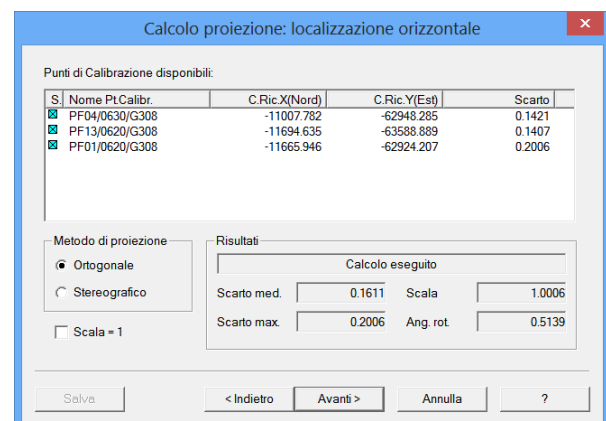 Calcolo proiezione: localizzazione orizzontale
Punti di Calibrazione disponibili:
S. Nome Pt.Calibr. C.Ric.X(Nord) C.Ric.Y(Est) Scarto
PF04/0630/G308 -11007.782 -62948.285 0.1421
PF13/0620/G308 -11694.635 -63588.889 0.1407
PF01/0620/G308 -11665.946 -62924.207 0.2006
Metodo di proiezione
Ortogonale
Stereografico
Scala = 1
Risultati
Calcolo eseguito
Scarto med. 0.1611 Scala 1.0006
Scarto max. 0.2006 Ang. rot. 0.5139
Salva < Indietro Avanti > Annulla ?